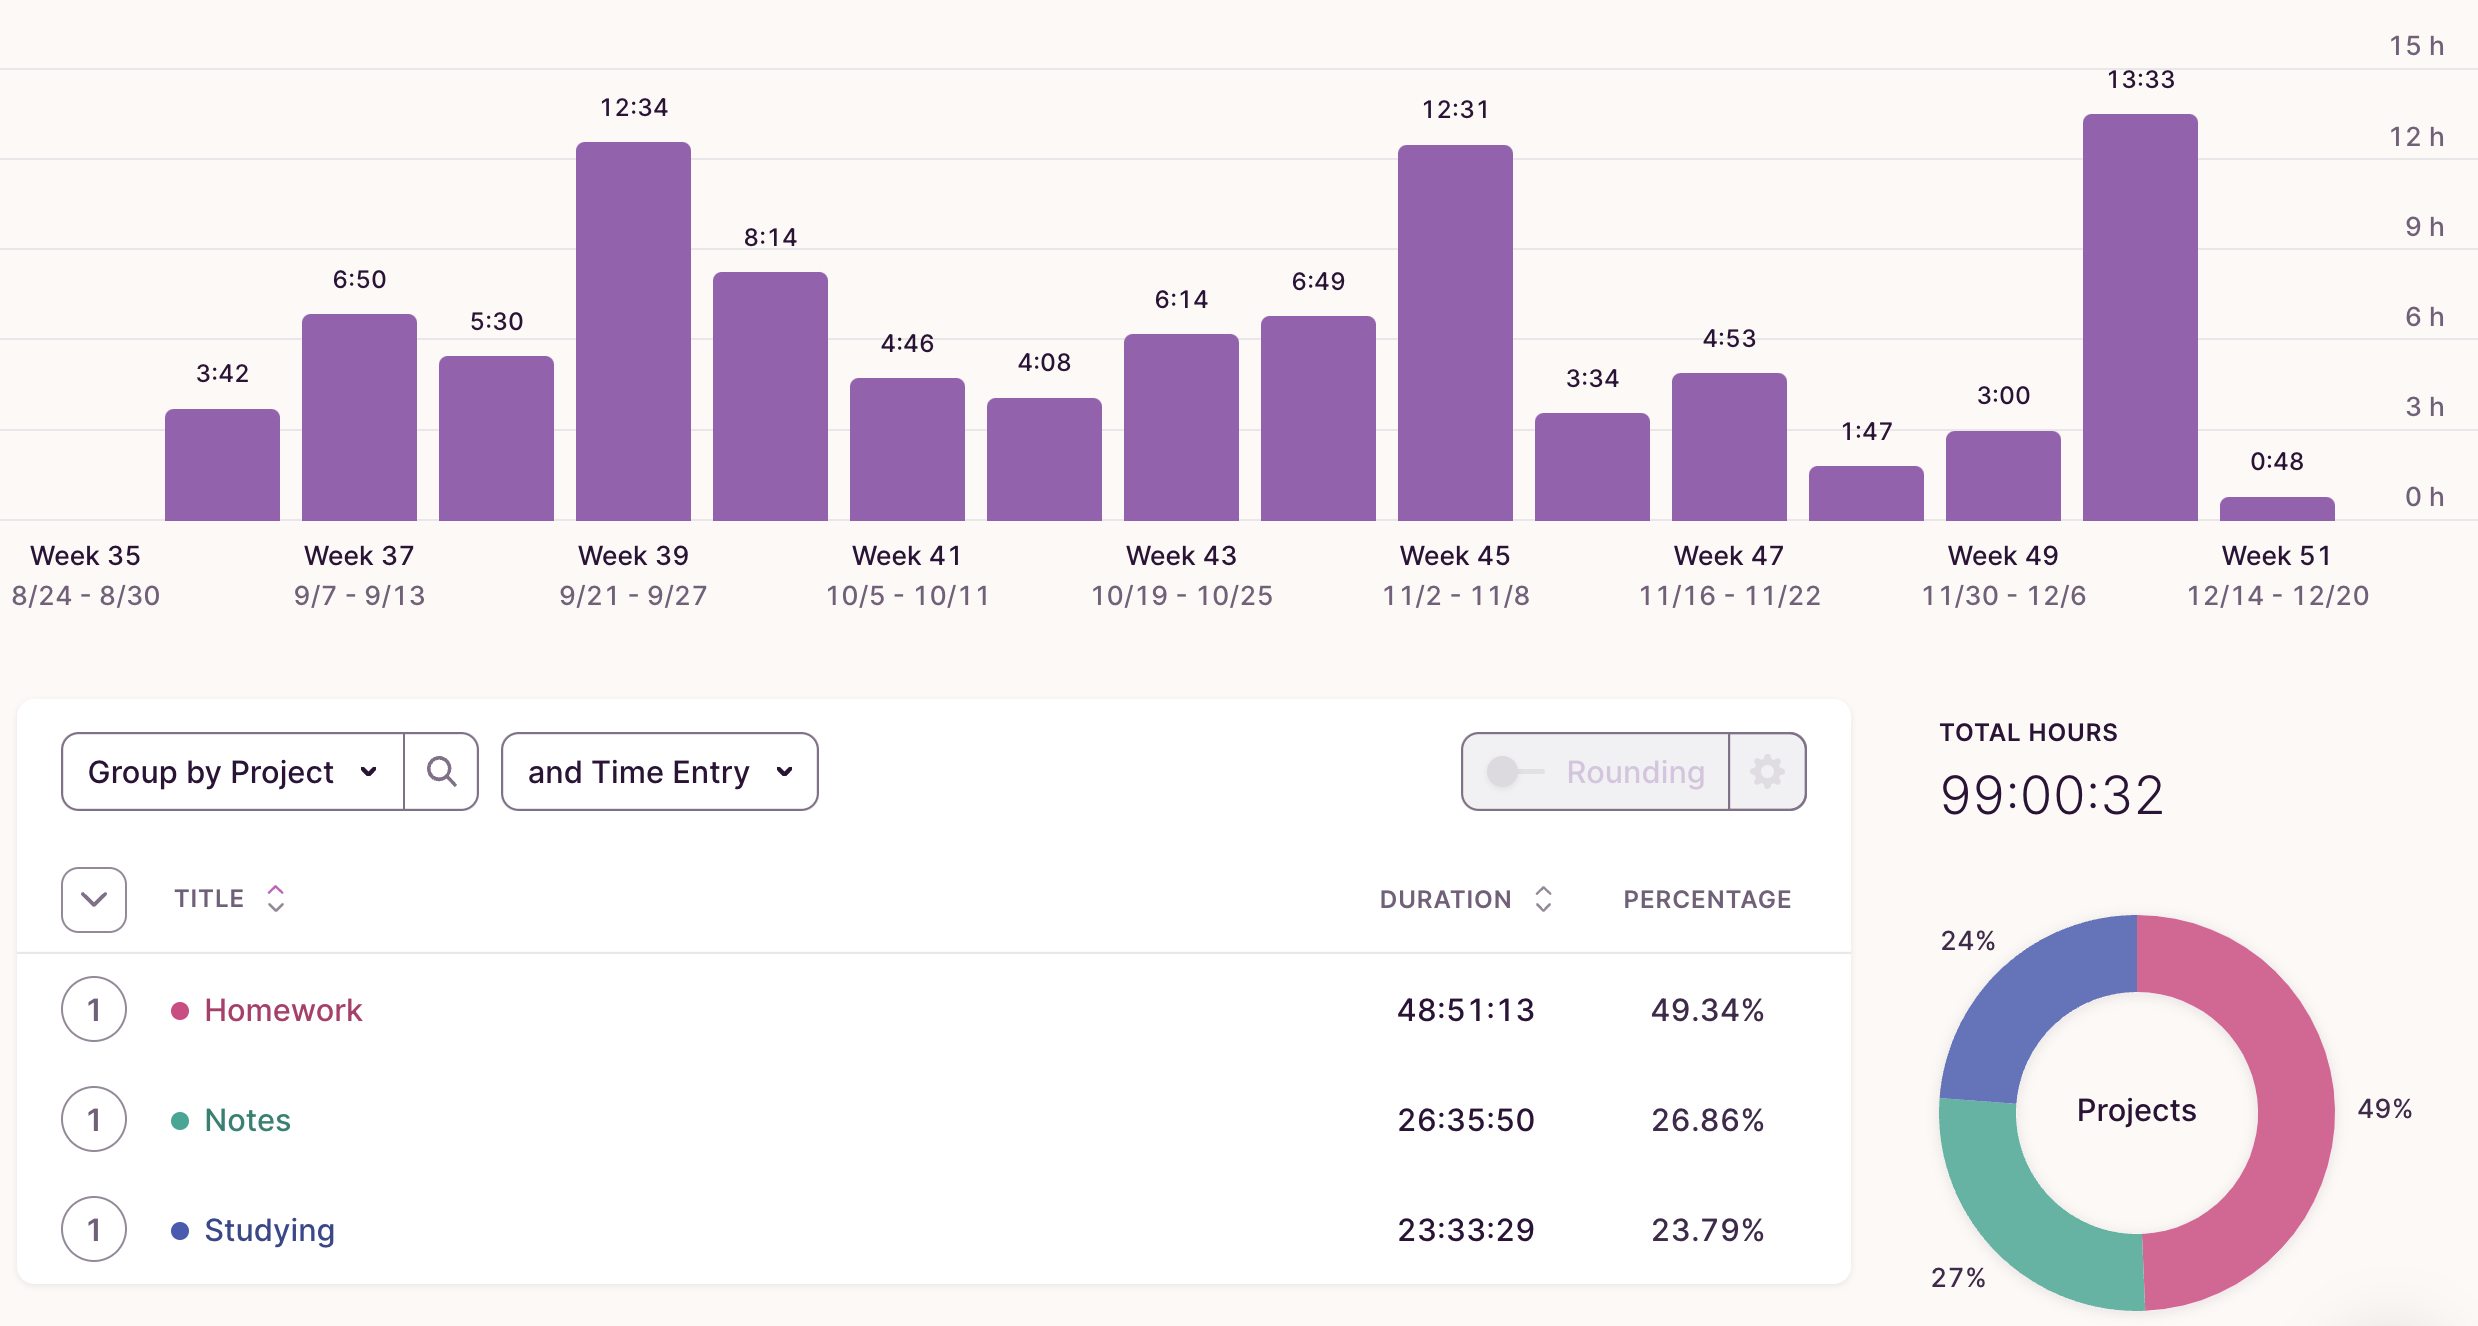 15 h
13:33
12:34
12:31
12 h
8:14
9 h
6:50
6:49
6:14
5:30
6 h
4:53
4:46
4:08
3:42
3:34
3:00
3 h
1:47
0:48
0 h
Week 35
Week 37
Week 39
Week 41
Week 43
Week 45
Week 47
Week 49
Week 51
8/24 - 8/30
9/7 - 9/13
9/21 - 9/27
10/5 - 10/11
10/19 - 10/25
11/2 - 11/8
11/16 - 11/22
11/30 - 12/6
12/14 - 12/20
Group by Project
and Time Entry
Rounding
TITLE
DURATION
PERCENTAGE
1 Homework 48:51:13 49.34%
1 Notes 26:35:50 26.86%
1 Studying 23:33:29 23.79%
TOTAL HOURS
99:00:32
24%
49%
Projects
27%